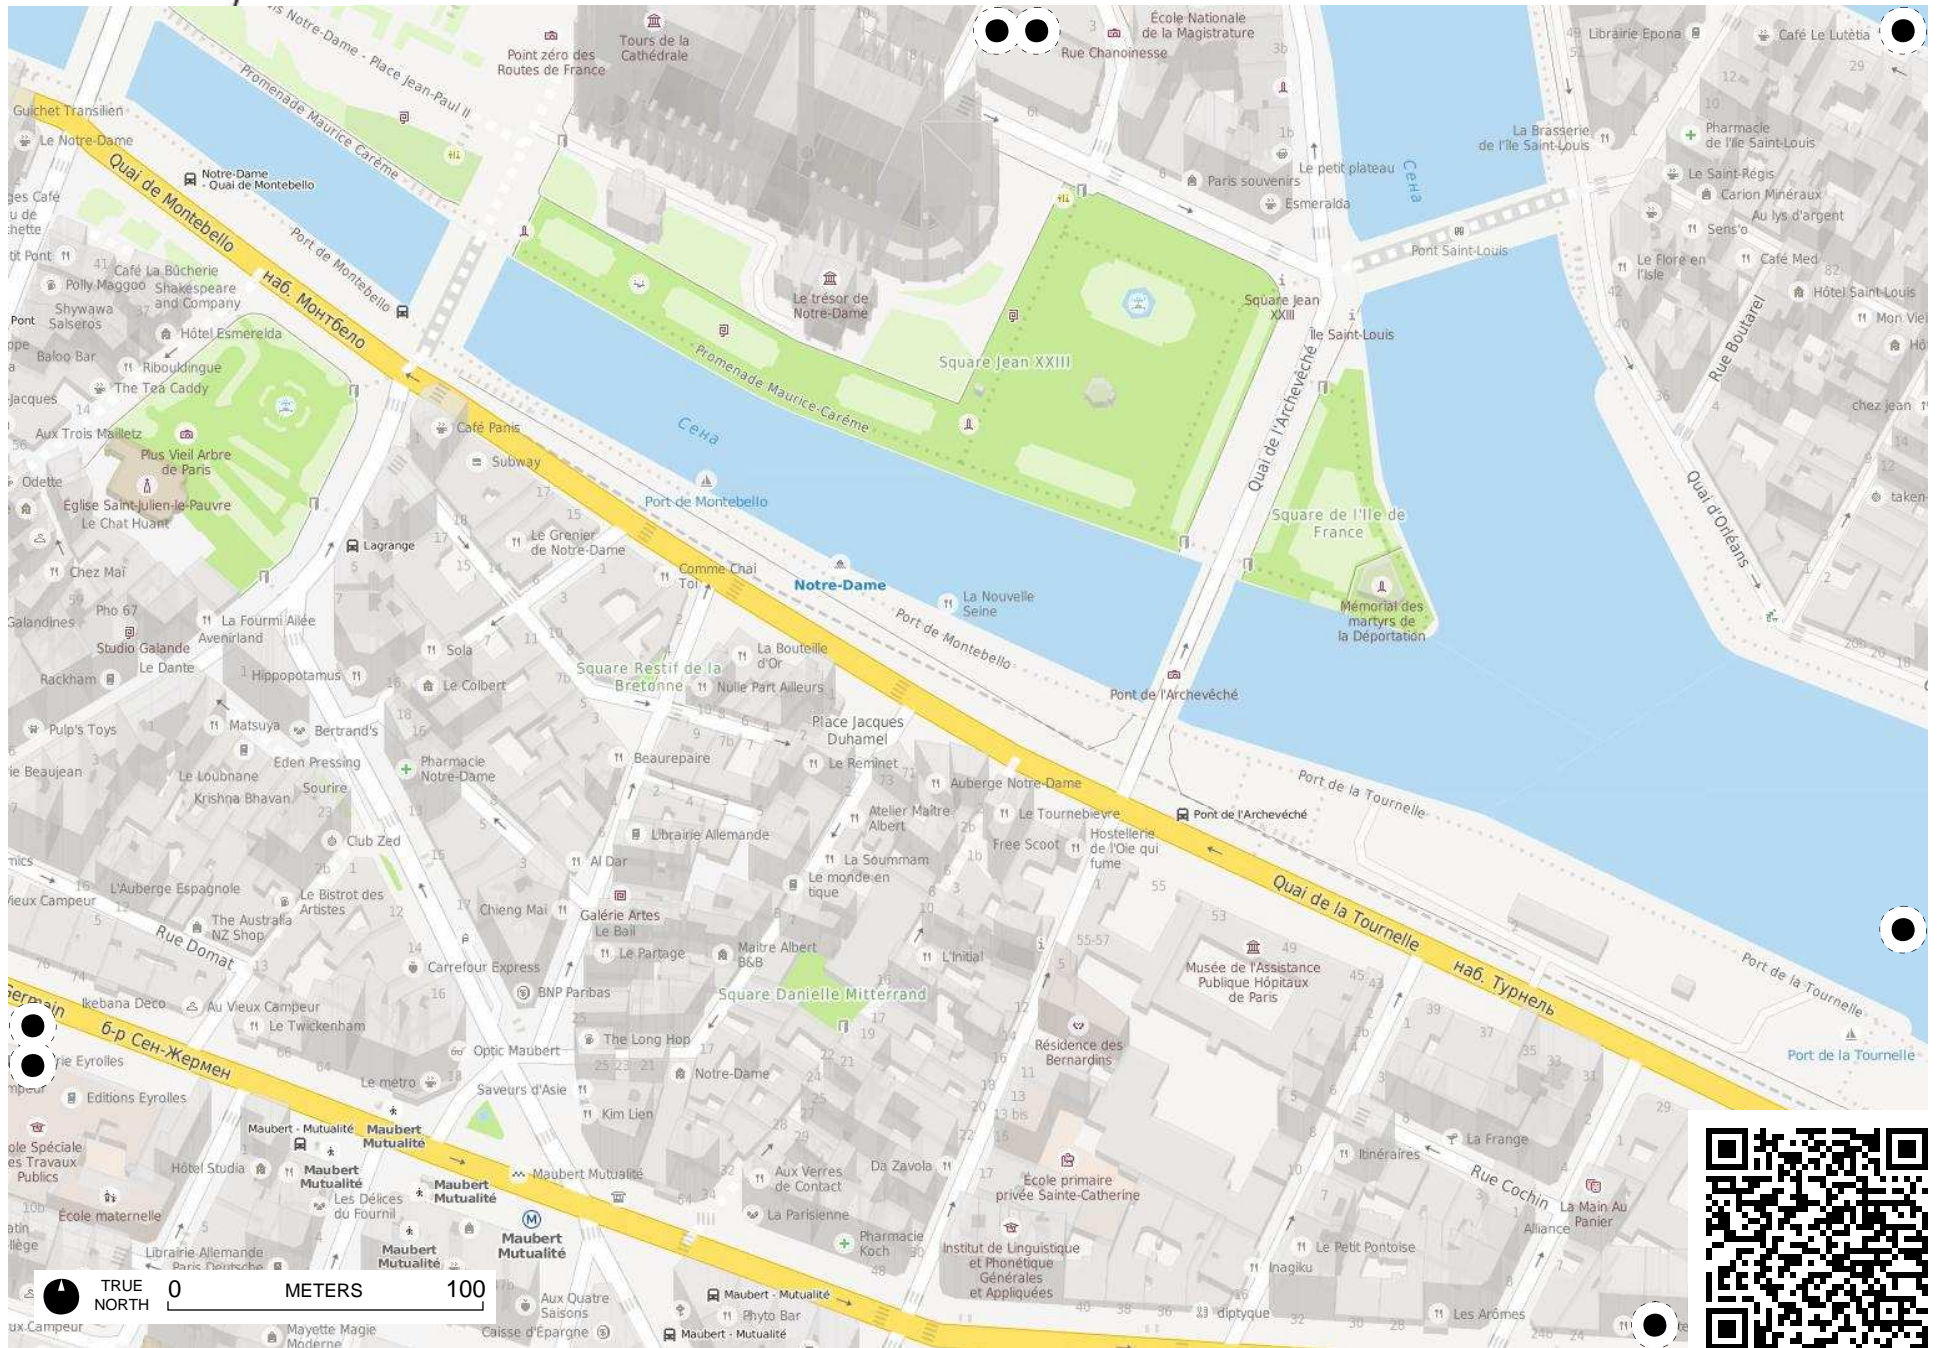 Point zéro des
Routes de France
Tours de la
Cathédrale
École Nationale
de la Magistrature
Rue Chanoinesse
Librairie Epona
Café Le Lutètia
Notre-Dame - Place Jean-Paul II
Promenade Maurice Carème
Guichet Transilien
Le Notre-Dame
Quai de Montebello
Notre-Dame
- Quai de Montebello
La Brasserie
de l'île Saint-Louis
Pharmacie
de l'Ile Saint-Louis
Le petit plateau
Сена
Paris souvenirs
Esmeralda
Le Saint-Régis
Carion Minéraux
Au lys d'argent
Sens'o
Pont Saint-Louis
Café Med
Le Flore en
l'Isle
Hôtel Saint-Louis
Port de Montebello
Café La Bûcherie
Polly Maggoo
Shakespeare
and Company
Shywawa
Salseros
Pont
наб. Монтбело
Le trésor de
Notre-Dame
Square Jean
XXIII
Île Saint-Louis
Rue Boutarel
Hôtel Esmerelda
Baloo Bar
Ribouldingue
The Tea Caddy
Square Jean XXIII
Promenade Maurice-Carême
Quai de l'Archevêché
chez jean
Aux Trois Mailletz
Café Panis
Сена
Plus Vieil Arbre
de Paris
Subway
Odette
Église Saint-Julien-le-Pauvre
Le Chat Huant
Port de Montebello
Quai d'Orléans
taken-
Square de l'Ile de
France
Lagrange
Le Grenier
de Notre-Dame
Chez Maï
Comme Chai
Toi
Notre-Dame
La Nouvelle
Seine
Mémorial des
martyrs de
la Déportation
Pho 67
Galandines
La Fourmi Ailée
Avenirland
Studio Galande
Port de Montebello
Sola
La Bouteille
d'Or
Le Dante
Rackham
Hippopotamus
Le Colbert
Square Restif de la
Bretonne
Nulle Part Ailleurs
Pont de l'Archevêché
Pulp's Toys
Matsuya
Bertrand's
Place Jacques
Duhamel
Eden Pressing
Pharmacie
Notre-Dame
Beaurepaire
Le Reminet
Le Loubnane
Krishna Bhavan
Sourire
Auberge Notre-Dame
Port de la Tournelle
Club Zed
Librairie Allemande
Atelier Maître
Albert
Le Tournebievre
Pont de l'Archevêché
Free Scoot
Hostellerie
de l'Oie qui
fume
Al Dar
La Soummam
L'Auberge Espagnole
Le Bistrot des
Artistes
Le monde en
tique
Quai de la Tournelle
Chieng Mai
Galérie Artes
Le Bail
The Australia
NZ Shop
Rue Domat
Le Partage
Maitre Albert
B&B
L'Initial
Musée de l'Assistance
Publique Hôpitaux
de Paris
наб. Турнель
Port de la Tournelle
Carrefour Express
BNP Paribas
Square Danielle Mitterrand
Ikebana Deco
Au Vieux Campeur
Le Twickenham
б-р Сен-Жермен
Optic Maubert
The Long Hop
Résidence des
Bernardins
Port de la Tournelle
Le metro
Saveurs d'Asie
Notre-Dame
Editions Eyrolles
Kim Lien
Maubert - Mutualité
Maubert
Mutualité
La Frange
Itinéraires
Hôtel Studia
Maubert
Mutualité
Maubert Mutualité
Maubert
Mutualité
Aux Verres
de Contact
Da Zavola
École primaire
privée Sainte-Catherine
Rue Cochin
La Main Au
Panier
Alliance
École maternelle
Les Délices
du Fournil
La Parisienne
Maubert
Mutualité
Maubert
Mutualité
Pharmacie
Koch
Institut de Linguistique
et Phonétique
Générales
et Appliquées
Le Petit Pontoise
Inagiku
Librairie Allemande
Paris Deutsche
TRUE
NORTH
0 METERS 100
Maubert - Mutualité
Aux Quatre
Saisons
Phyto Bar
diptyque
Les Arômes
Mayette Magie
Moderne
Caisse d'Épargne
Maubert - Mutualité